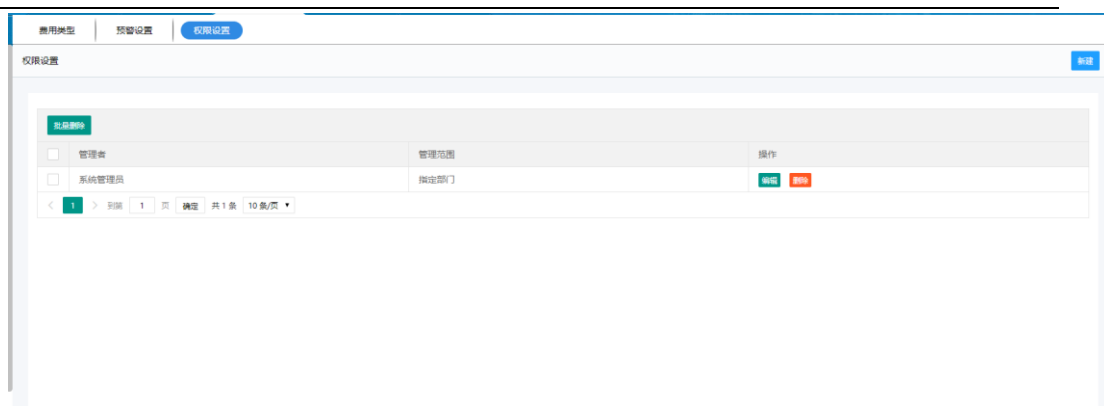 费用类型 预警设置 权限设置
权限设置 新建
批量删除
管理者 管理范围 操作
系统管理员 指定部门 编辑 删除
< 1 > 到第 1 页 确定 共 1 条 10 条/页 ▼